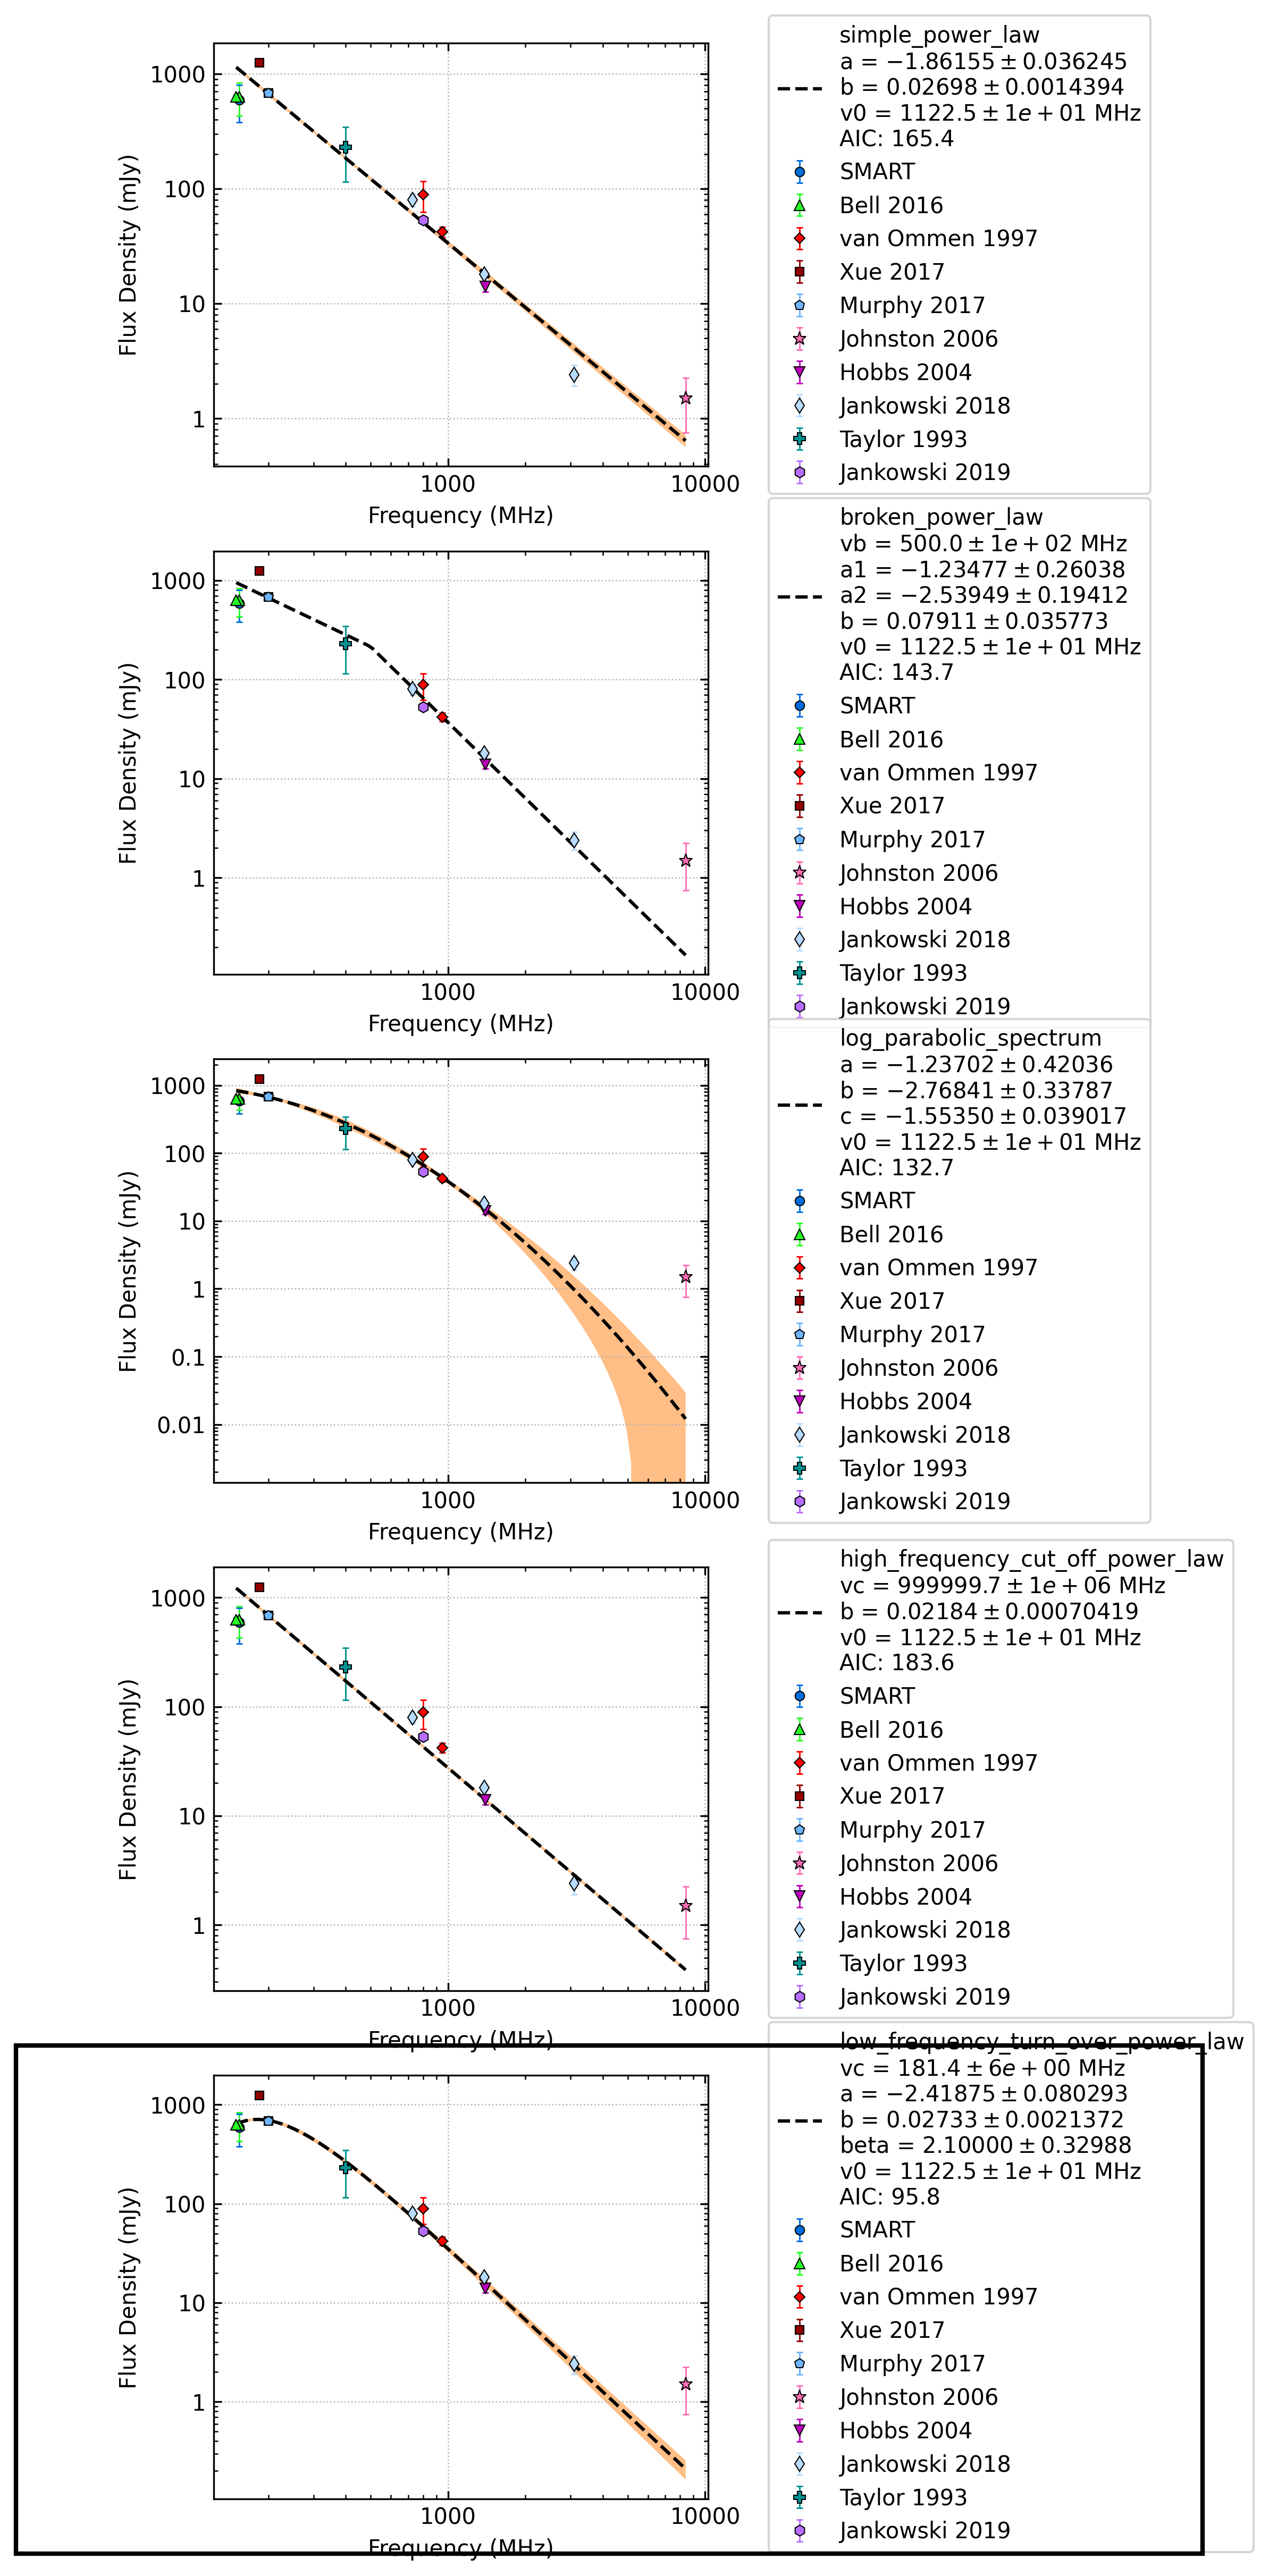 simple_power_law
a = −1.86155 ± 0.036245
b = 0.02698 ± 0.0014394
v0 = 1122.5 ± 1e + 01 MHz
AIC: 165.4
SMART
Bell 2016
van Ommen 1997
Xue 2017
Murphy 2017
Johnston 2006
Hobbs 2004
Jankowski 2018
Taylor 1993
Jankowski 2019
1000
100
10
1
Flux Density (mJy)
1000
10000
Frequency (MHz)
broken_power_law
vb = 500.0 ± 1e + 02 MHz
a1 = −1.23477 ± 0.26038
a2 = −2.53949 ± 0.19412
b = 0.07911 ± 0.035773
v0 = 1122.5 ± 1e + 01 MHz
AIC: 143.7
SMART
Bell 2016
van Ommen 1997
Xue 2017
Murphy 2017
Johnston 2006
Hobbs 2004
Jankowski 2018
Taylor 1993
Jankowski 2019
1000
100
10
1
Flux Density (mJy)
1000
10000
Frequency (MHz)
log_parabolic_spectrum
a = −1.23702 ± 0.42036
b = −2.76841 ± 0.33787
c = −1.55350 ± 0.039017
v0 = 1122.5 ± 1e + 01 MHz
AIC: 132.7
SMART
Bell 2016
van Ommen 1997
Xue 2017
Murphy 2017
Johnston 2006
Hobbs 2004
Jankowski 2018
Taylor 1993
Jankowski 2019
1000
100
10
1
0.1
0.01
Flux Density (mJy)
1000
10000
Frequency (MHz)
high_frequency_cut_off_power_law
vc = 999999.7 ± 1e + 06 MHz
b = 0.02184 ± 0.00070419
v0 = 1122.5 ± 1e + 01 MHz
AIC: 183.6
SMART
Bell 2016
van Ommen 1997
Xue 2017
Murphy 2017
Johnston 2006
Hobbs 2004
Jankowski 2018
Taylor 1993
Jankowski 2019
1000
100
10
1
Flux Density (mJy)
1000
10000
Frequency (MHz)
low_frequency_turn_over_power_law
vc = 181.4 ± 6e + 00 MHz
a = −2.41875 ± 0.080293
b = 0.02733 ± 0.0021372
beta = 2.10000 ± 0.32988
v0 = 1122.5 ± 1e + 01 MHz
AIC: 95.8
SMART
Bell 2016
van Ommen 1997
Xue 2017
Murphy 2017
Johnston 2006
Hobbs 2004
Jankowski 2018
Taylor 1993
Jankowski 2019
1000
100
10
1
Flux Density (mJy)
1000
10000
Frequency (MHz)